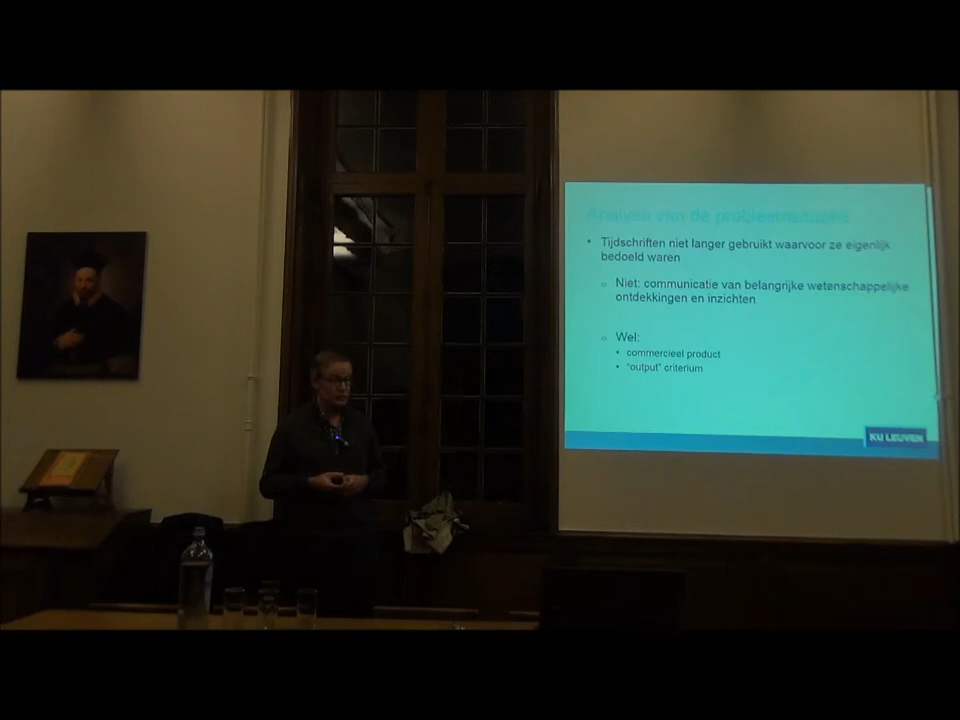 Analyse van de probleemsituatie
• Tijdschriften niet langer gebruikt waarvoor ze eigenlijk
bedoeld waren
o Niet: communicatie van belangrijke wetenschappelijke
ontdekkingen en inzichten
o Wel:
• commercieel product
• "output" criterium
KU LEUVEN